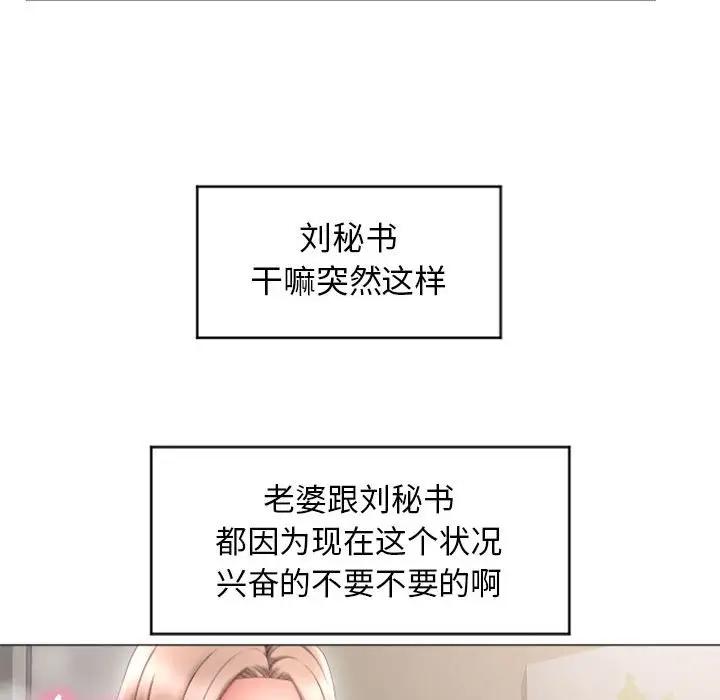 刘秘书
干嘛突然这样
老婆跟刘秘书
都因为现在这个状况
兴奋的不要不要的啊